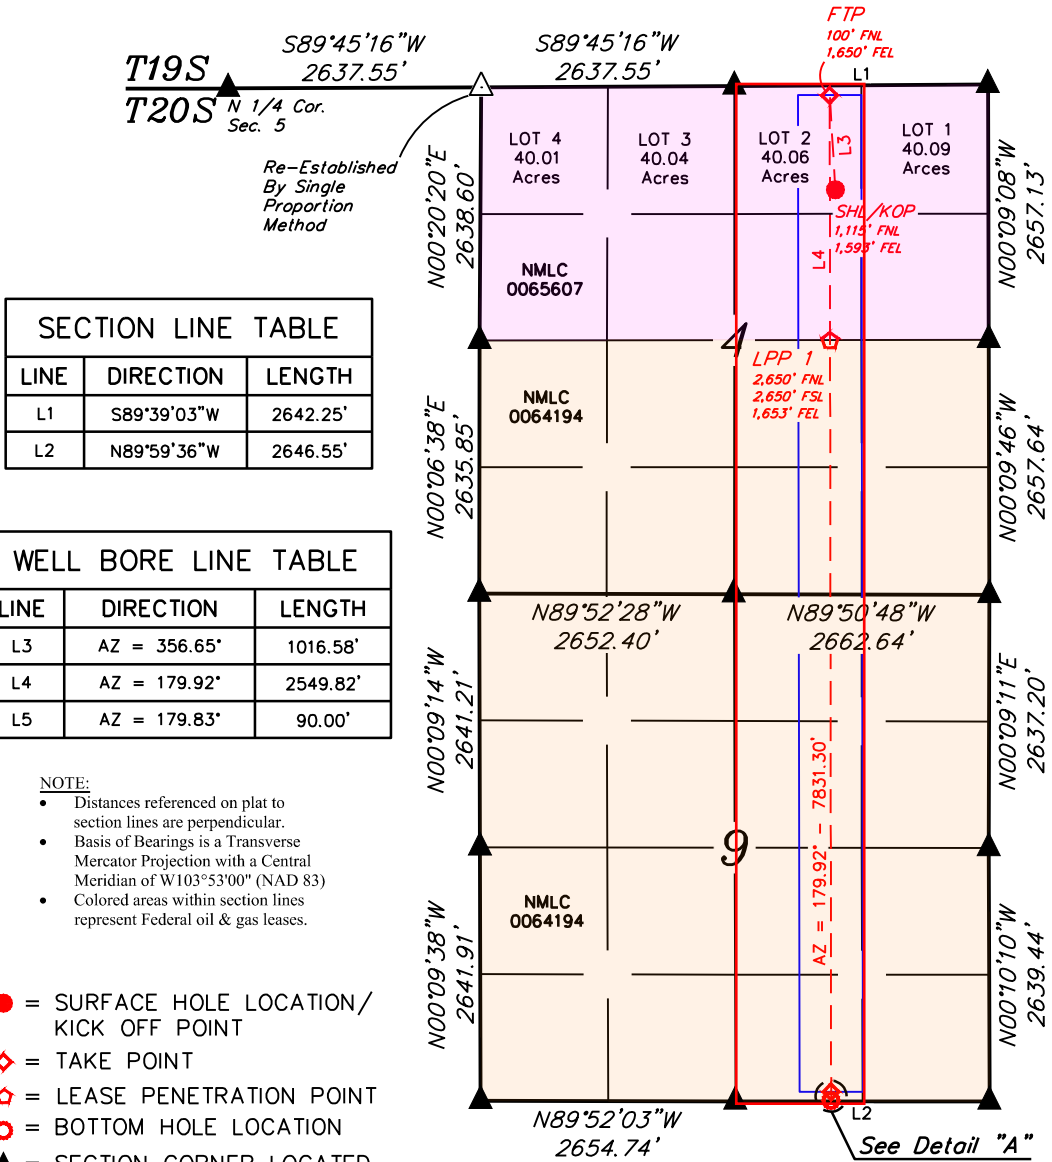 T19S
T20S
S89°45'16"W
2637.55'
S89°45'16"W
2637.55'
FTP
100' FNL
1,650' FEL
L1
N 1/4 Cor.
Sec. 5
Re-Established
By Single
Proportion
Method
LOT 4
40.01
Acres
LOT 3
40.04
Acres
LOT 2
40.06
Acres
LOT 1
40.09
Arces
L3
SHL/KOP
1,115' FNL
1,593' FEL
L4
N00°20'20"E
2638.60'
N00°09'08"W
2657.13'
NMLC
0065607
4
LPP 1
2,650' FNL
2,650' FSL
1,653' FEL
NMLC
0064194
N00°06'38"E
2635.85'
N00°09'46"W
2657.64'
SECTION LINE TABLE
LINE DIRECTION LENGTH
L1 S89°39'03"W 2642.25'
L2 N89°59'36"W 2646.55'
WELL BORE LINE TABLE
LINE DIRECTION LENGTH
L3 AZ = 356.65° 1016.58'
L4 AZ = 179.92° 2549.82'
L5 AZ = 179.83° 90.00'
N89°52'28"W
2652.40'
N89°50'48"W
2662.64'
N00°09'14"W
2641.21'
N00°09'11"E
2637.20'
AZ = 179.92° - 7831.30'
9
NMLC
0064194
N00°09'38"W
2641.91'
N00°10'10"W
2639.44'
NOTE:
• Distances referenced on plat to
section lines are perpendicular.
• Basis of Bearings is a Transverse
Mercator Projection with a Central
Meridian of W103°53'00" (NAD 83)
• Colored areas within section lines
represent Federal oil & gas leases.
= SURFACE HOLE LOCATION/
KICK OFF POINT
= TAKE POINT
= LEASE PENETRATION POINT
= BOTTOM HOLE LOCATION
= SECTION CORNER LOCATED
N89°52'03"W
2654.74'
L2
See Detail "A"